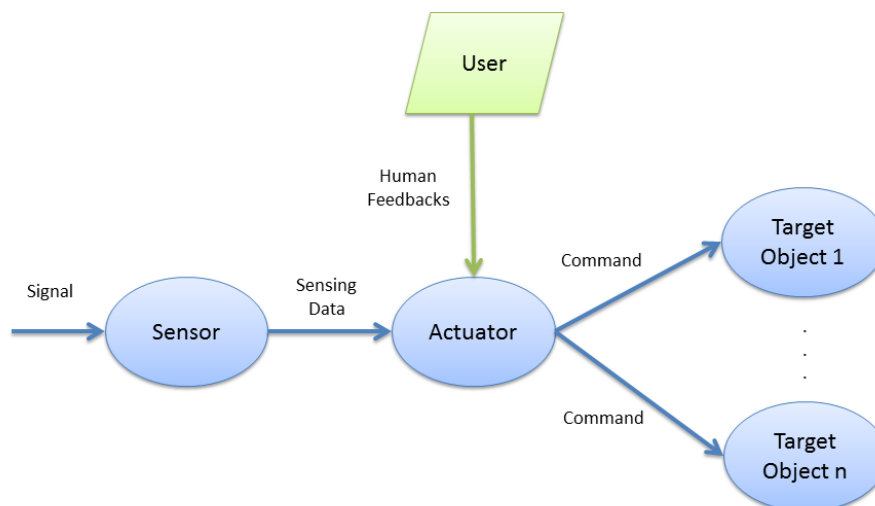 User
Human
Feedbacks
Target
Object 1
Command
Signal
Sensing
Data
Sensor
Actuator
.
.
.
Command
Target
Object n